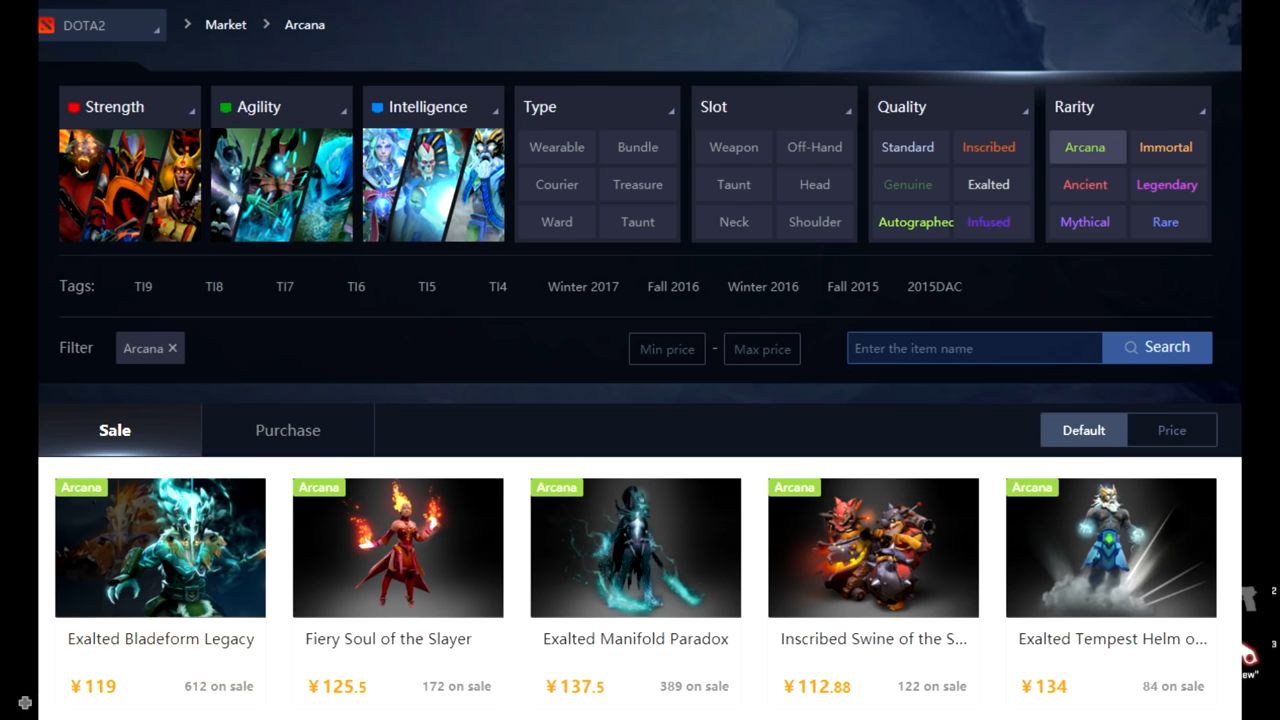 DOTA2 > Market > Arcana
Strength Agility Intelligence Type Slot Quality Rarity
Wearable Bundle Weapon Off-Hand Standard Inscribed Arcana Immortal
Courier Treasure Taunt Head Genuine Exalted Ancient Legendary
Ward Taunt Neck Shoulder Autographec Infused Mythical Rare
Tags: TI9 TI8 TI7 TI6 TI5 TI4 Winter 2017 Fall 2016 Winter 2016 Fall 2015 2015DAC
Filter Arcana ✕ Min price - Max price Enter the item name Search
Sale Purchase Default Price
Arcana Arcana Arcana Arcana Arcana
Exalted Bladeform Legacy Fiery Soul of the Slayer Exalted Manifold Paradox Inscribed Swine of the S... Exalted Tempest Helm o...
¥ 119 612 on sale ¥ 125.5 172 on sale ¥ 137.5 389 on sale ¥ 112.88 122 on sale ¥ 134 84 on sale
2
3
ew"